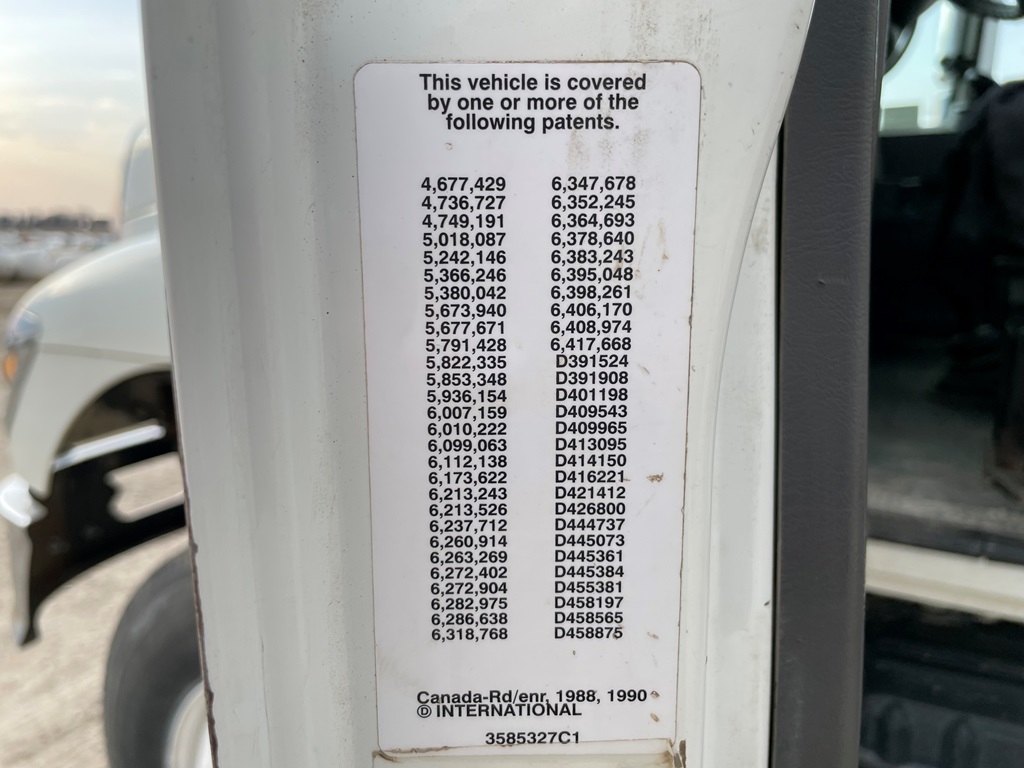 This vehicle is covered
by one or more of the
following patents.
4,677,429 6,347,678
4,736,727 6,352,245
4,749,191 6,364,693
5,018,087 6,378,640
5,242,146 6,383,243
5,366,246 6,395,048
5,380,042 6,398,261
5,673,940 6,406,170
5,677,671 6,408,974
5,791,428 6,417,668
5,822,335 D391524
5,853,348 D391908
5,936,154 D401198
6,007,159 D409543
6,010,222 D409965
6,099,063 D413095
6,112,138 D414150
6,173,622 D416221
6,213,243 D421412
6,213,526 D426800
6,237,712 D444737
6,260,914 D445073
6,263,269 D445361
6,272,402 D445384
6,272,904 D455381
6,282,975 D458197
6,286,638 D458565
6,318,768 D458875
Canada-Rd/enr, 1988, 1990
Ⓓ INTERNATIONAL
3585327C1